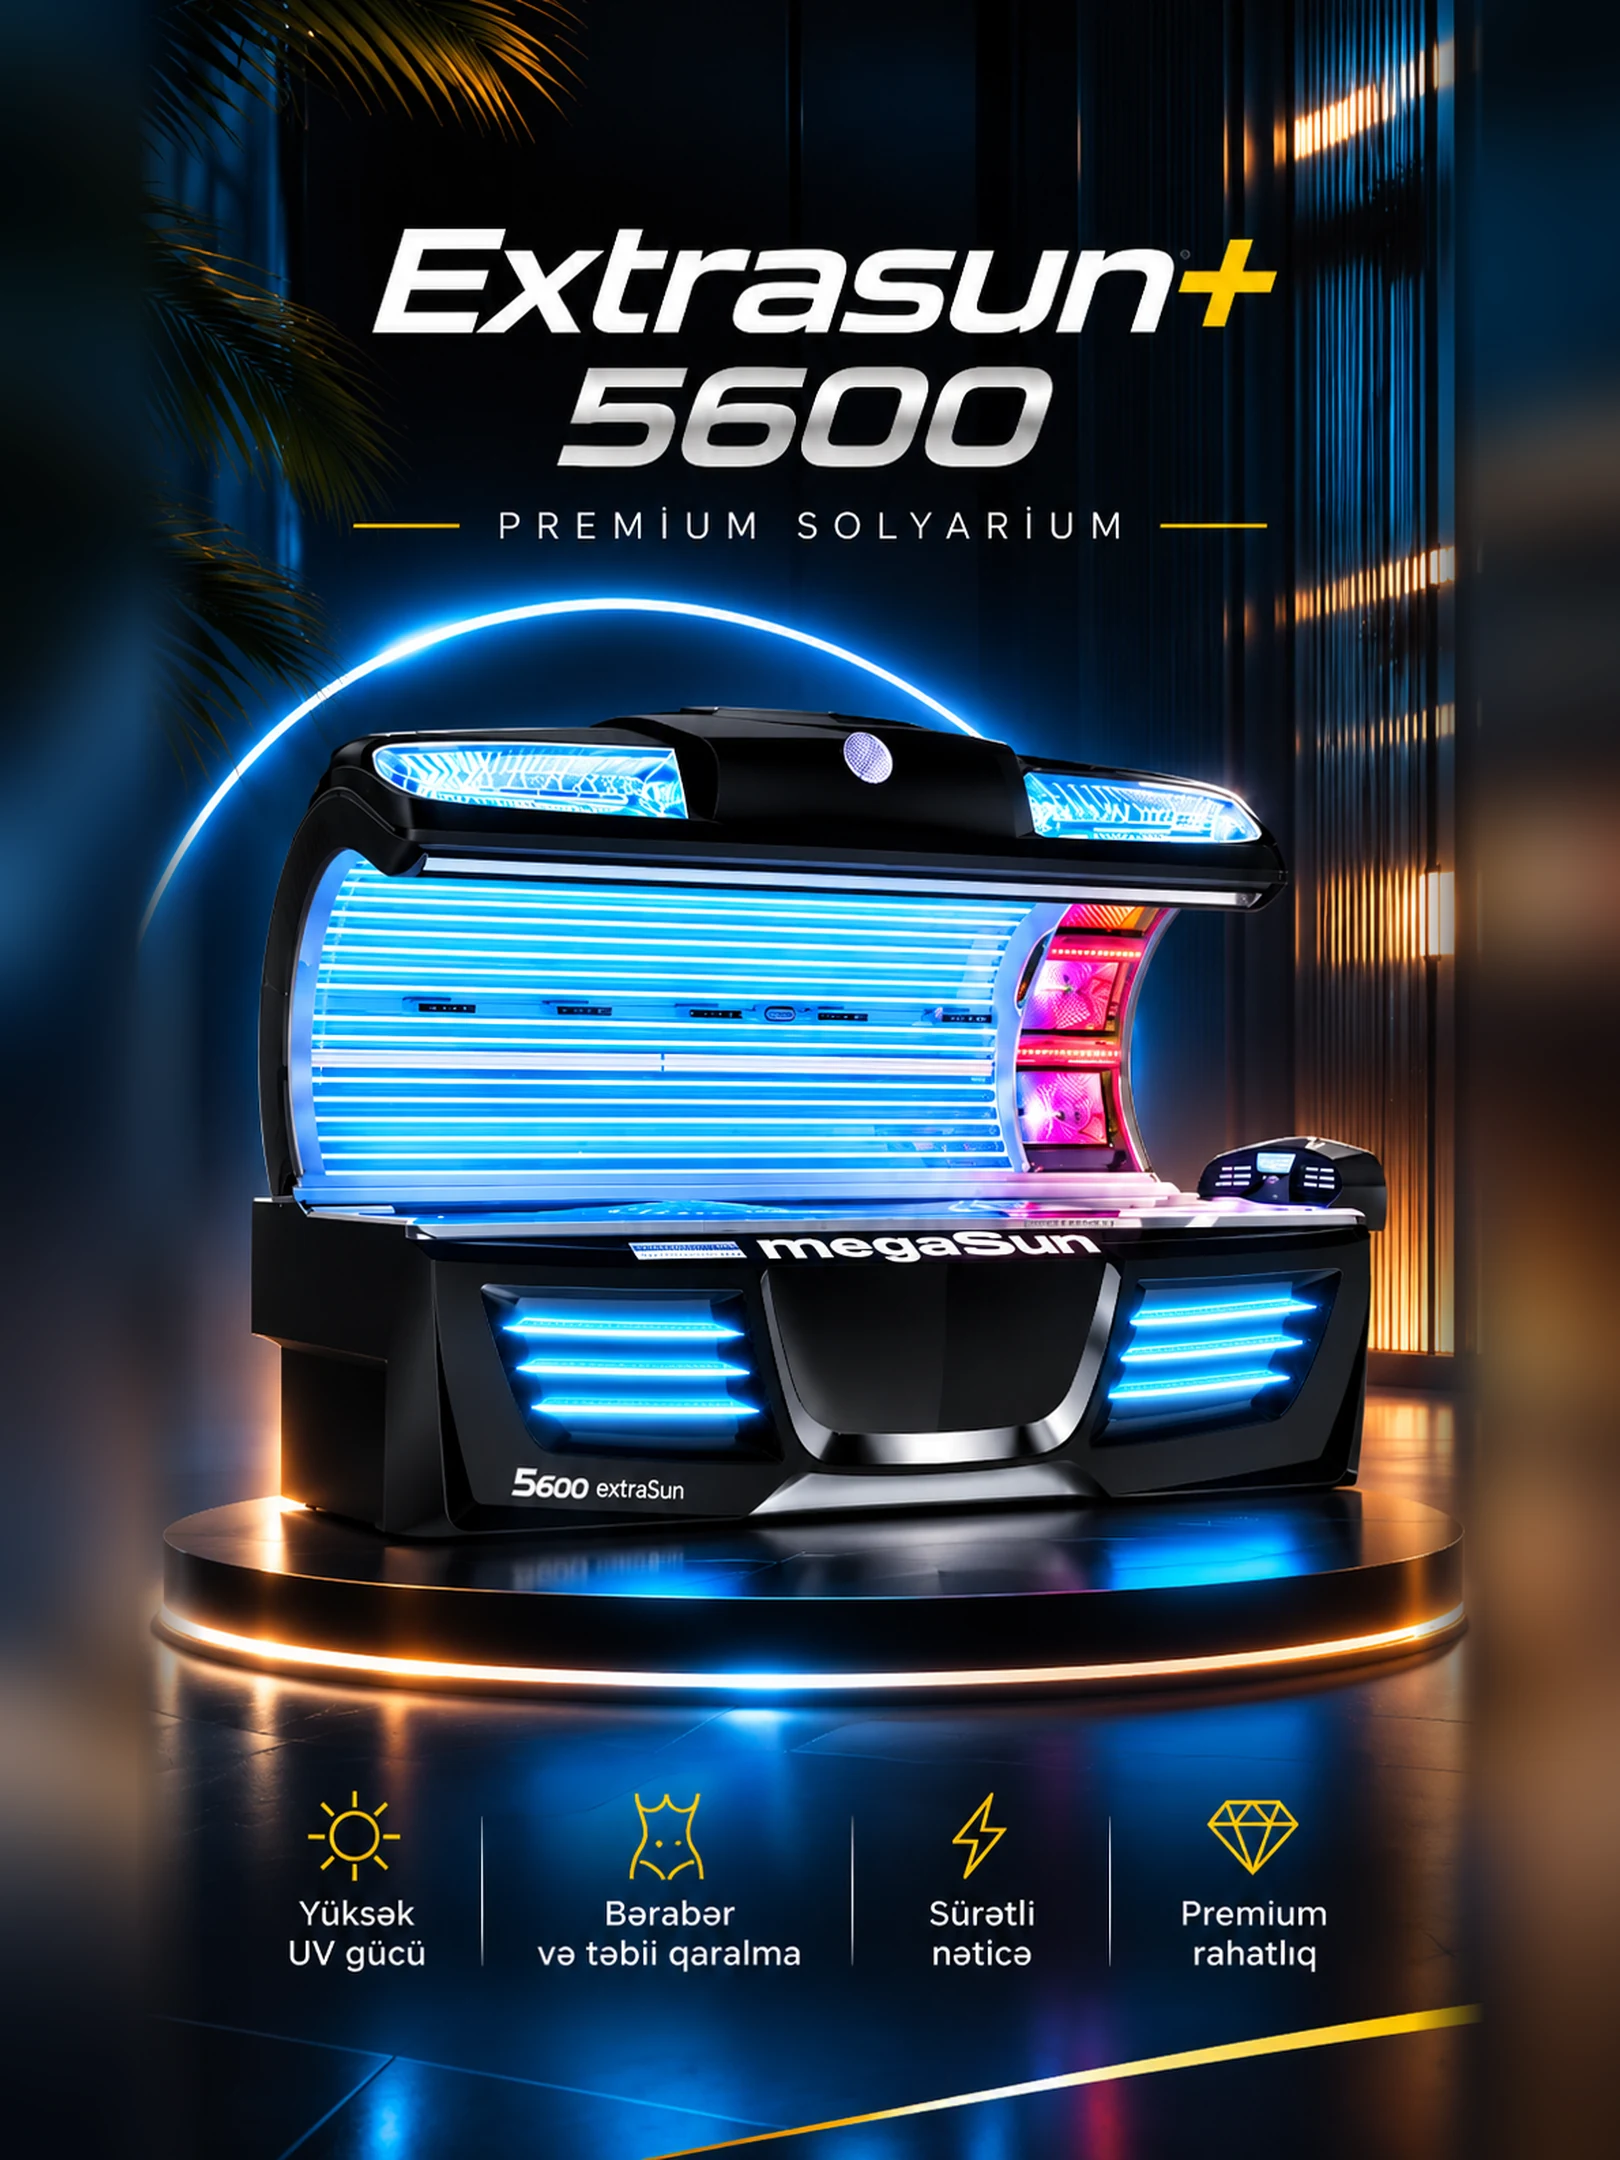 Extrasun+
5600
PREMİUM SOLYARİUM
megaSun
5600 extraSun
Yüksək
UV gücü
Bərabər
və təbii qaralma
Sürətli
nəticə
Premium
rahatlıq